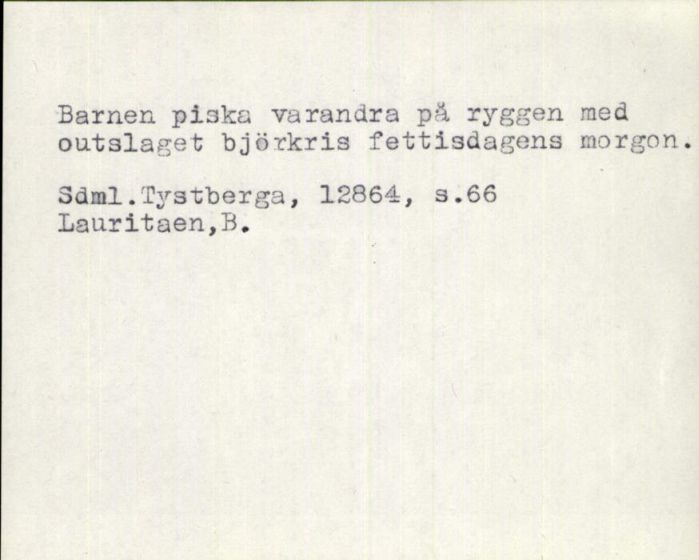 Barnen piska varandra på ryggen med
outslaget björkris fettisdagens morgon.
Sdml.Tystberga, 12864, s.66
Lauritaen,B.